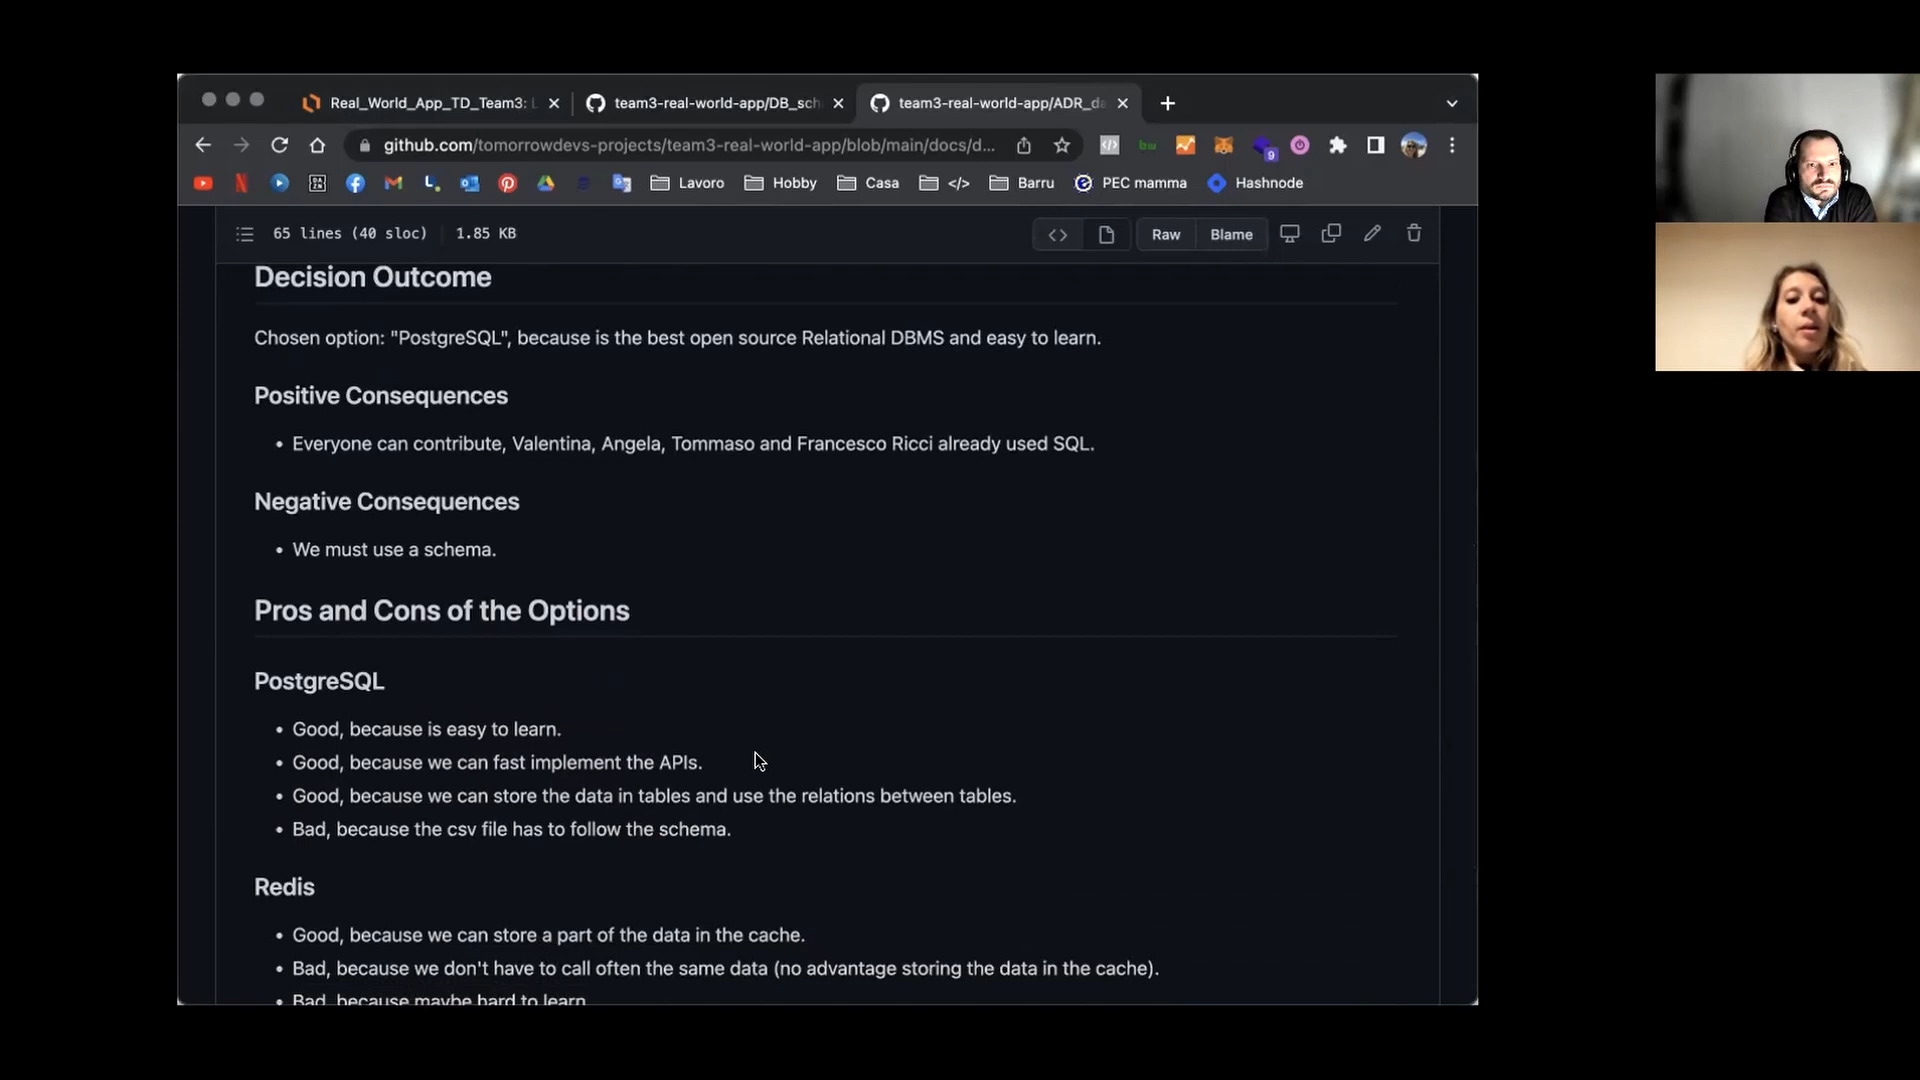 Real_World_App_TD_Team3:
team3-real-world-app/DB_sch
team3-real-world-app/ADR_da
github.com/tomorrowdevs-projects/team3-real-world-app/blob/main/docs/d...
9
Lavoro
Hobby
Casa
</>
Barru
PEC mamma
Hashnode
65 lines (40 sloc)
1.85 KB
<>
Raw
Blame
Decision Outcome
Chosen option: "PostgreSQL", because is the best open source Relational DBMS and easy to learn.
Positive Consequences
• Everyone can contribute, Valentina, Angela, Tommaso and Francesco Ricci already used SQL.
Negative Consequences
• We must use a schema.
Pros and Cons of the Options
PostgreSQL
• Good, because is easy to learn.
• Good, because we can fast implement the APIs.
• Good, because we can store the data in tables and use the relations between tables.
• Bad, because the csv file has to follow the schema.
Redis
• Good, because we can store a part of the data in the cache.
• Bad, because we don't have to call often the same data (no advantage storing the data in the cache).
• Bad, because maybe hard to learn